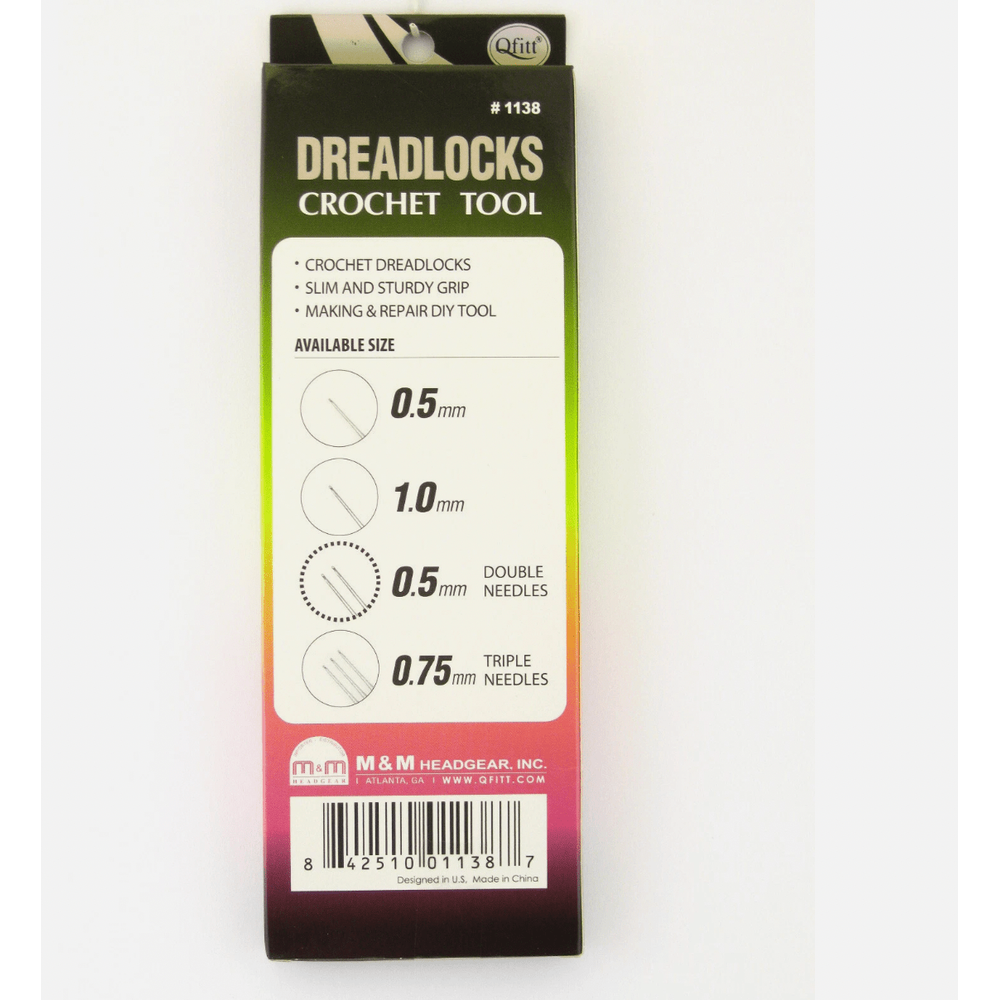 Qfitt®
# 1138
DREADLOCKS
CROCHET TOOL
• CROCHET DREADLOCKS
• SLIM AND STURDY GRIP
• MAKING & REPAIR DIY TOOL
AVAILABLE SIZE
0.5mm
1.0mm
0.5mm DOUBLE NEEDLES
0.75mm TRIPLE NEEDLES
M&M
HEADGEAR
M & M HEADGEAR, INC.
| ATLANTA, GA | WWW.QFITT.COM
8 42510 01138 7
Designed in U.S, Made in China